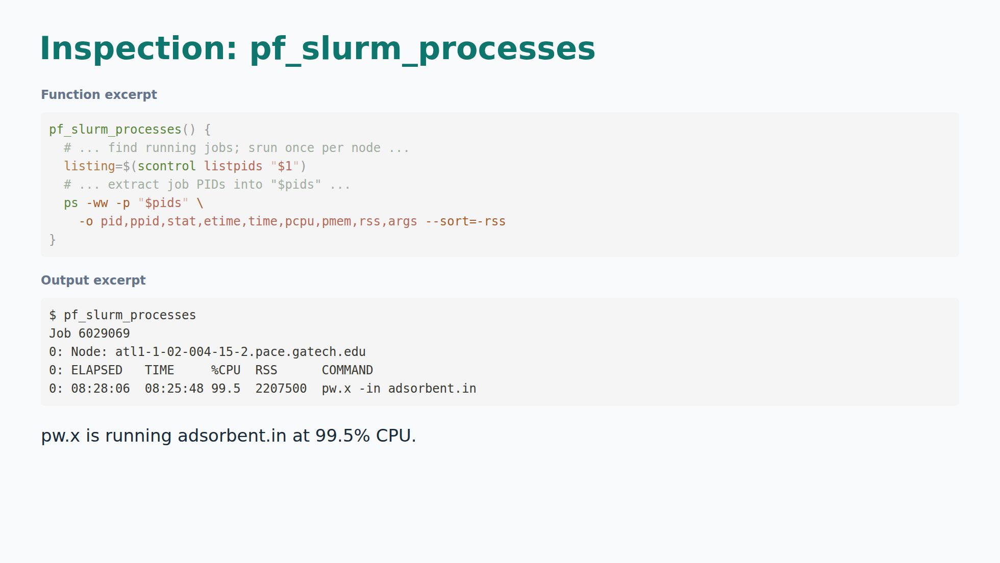 Inspection: pf_slurm_processes
Function excerpt
pf_slurm_processes() {
  # ... find running jobs; srun once per node ...
  listing=$(scontrol listpids "$1")
  # ... extract job PIDs into "$pids" ...
  ps -ww -p "$pids" \
    -o pid,ppid,stat,etime,time,pcpu,pmem,rss,args --sort=-rss
}
Output excerpt
$ pf_slurm_processes
Job 6029069
0: Node: atl1-1-02-004-15-2.pace.gatech.edu
0: ELAPSED   TIME     %CPU  RSS      COMMAND
0: 08:28:06  08:25:48 99.5  2207500  pw.x -in adsorbent.in
pw.x is running adsorbent.in at 99.5% CPU.